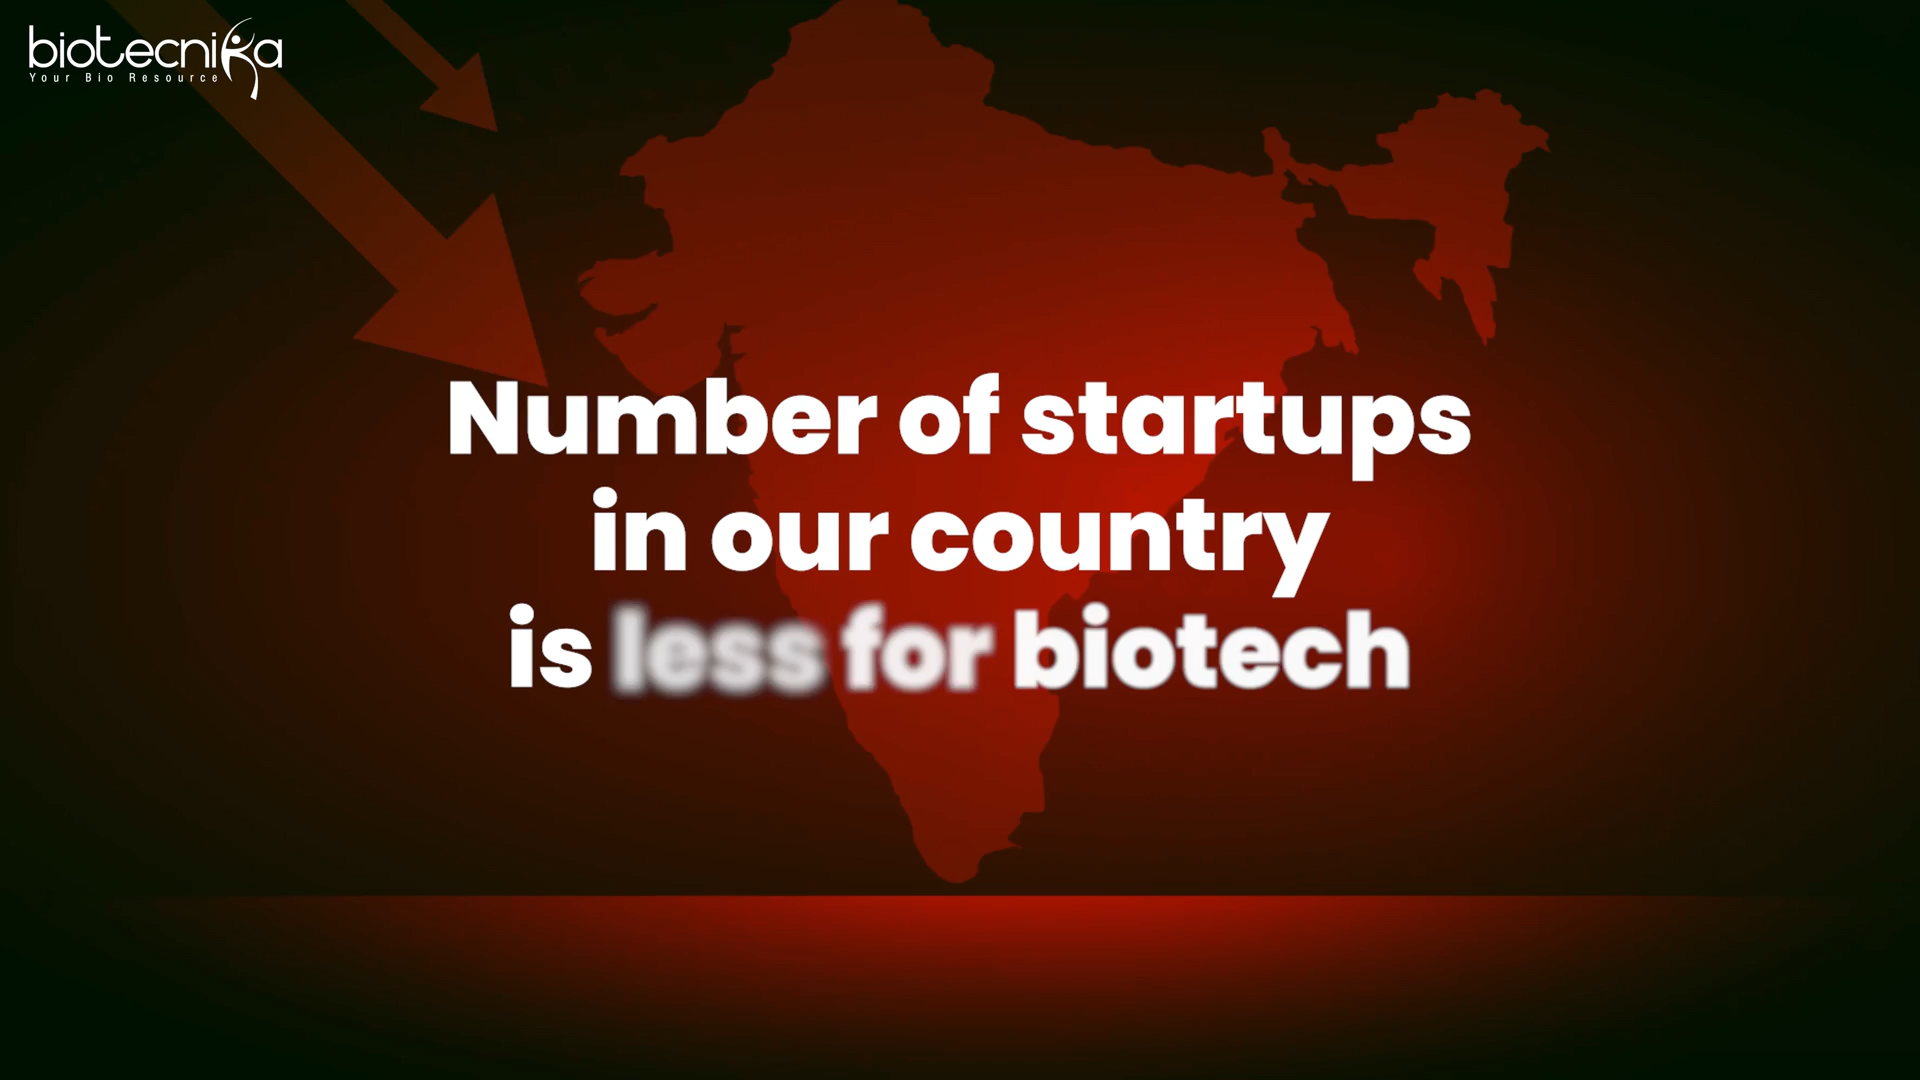 biotecnika
Your Bio Resource
Number of startups
in our country
is less for biotech